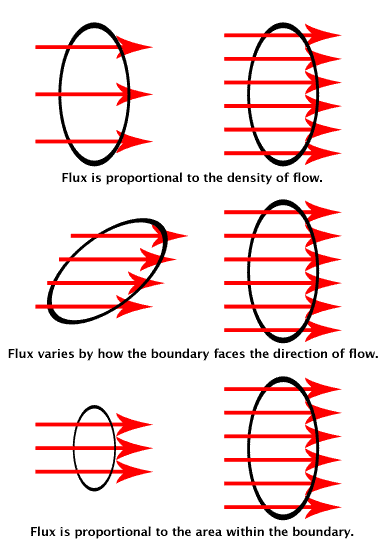 Flux is proportional to the density of flow.
Flux varies by how the boundary faces the direction of flow.
Flux is proportional to the area within the boundary.